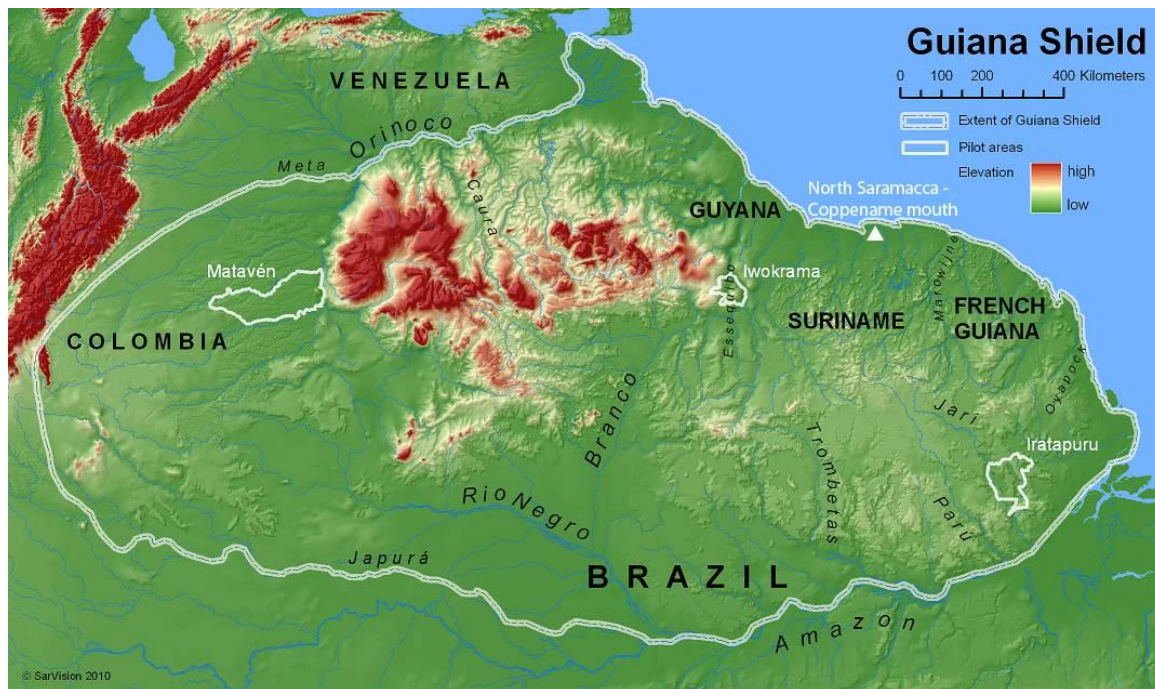 Guiana Shield
0 100 200 400 Kilometers
Extent of Guiana Shield
Pilot areas
Elevation
high
low
VENEZUELA
Orinoco
Meta
Caura
North Saramacca -
Coppename mouth
GUYANA
Matavén
Iwokrama
Essequibo
Marowijne
COLOMBIA
SURINAME
FRENCH
GUIANA
Oyapock
Branco
Jarí
Trombetas
Iratapuru
Rio Negro
Parú
Japurá
BRAZIL
Amazon
© SarVision 2010